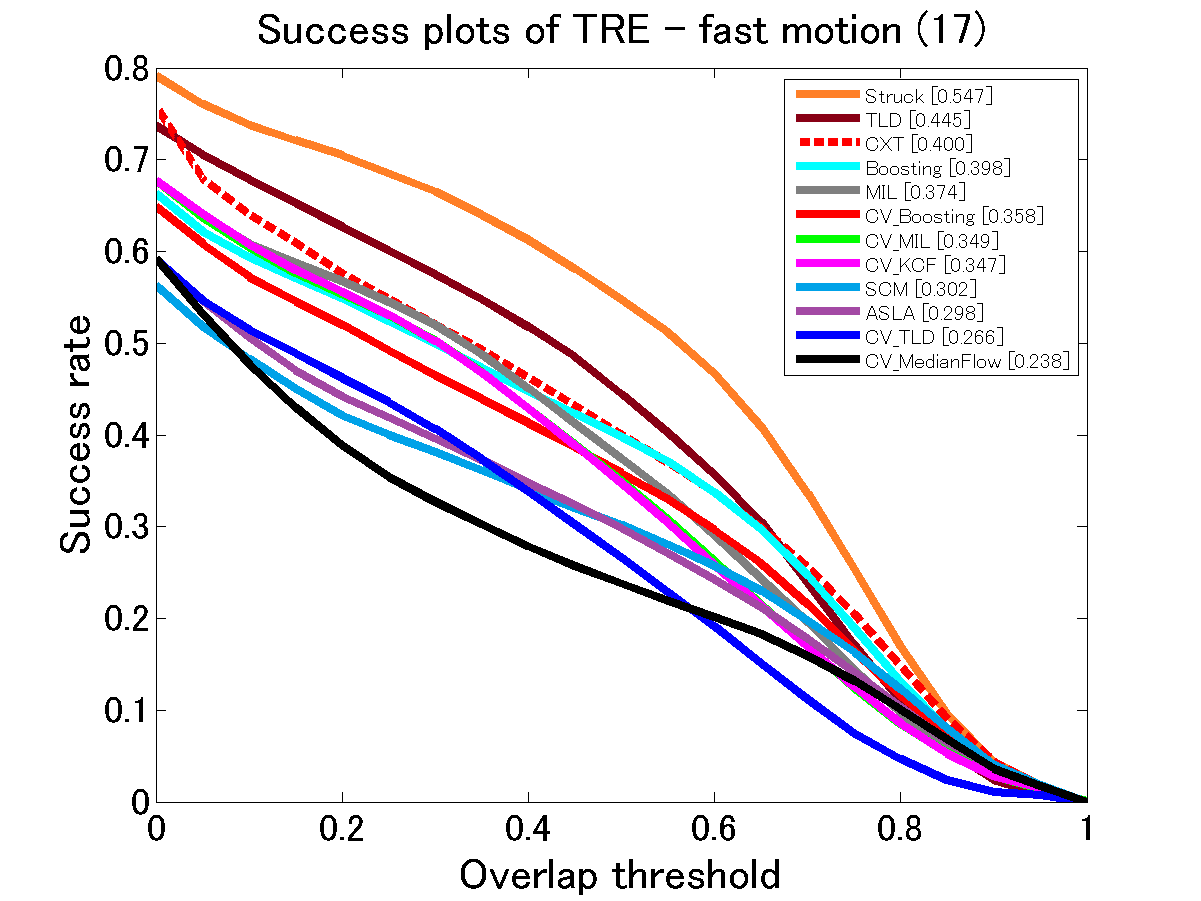 Success plots of TRE – fast motion (17)
Struck [0.547]
TLD [0.445]
CXT [0.400]
Boosting [0.398]
MIL [0.374]
CV_Boosting [0.358]
CV_MIL [0.349]
CV_KCF [0.347]
SCM [0.302]
ASLA [0.298]
CV_TLD [0.266]
CV_MedianFlow [0.238]
Success rate
0.8
0.7
0.6
0.5
0.4
0.3
0.2
0.1
0
0 0.2 0.4 0.6 0.8 1
Overlap threshold